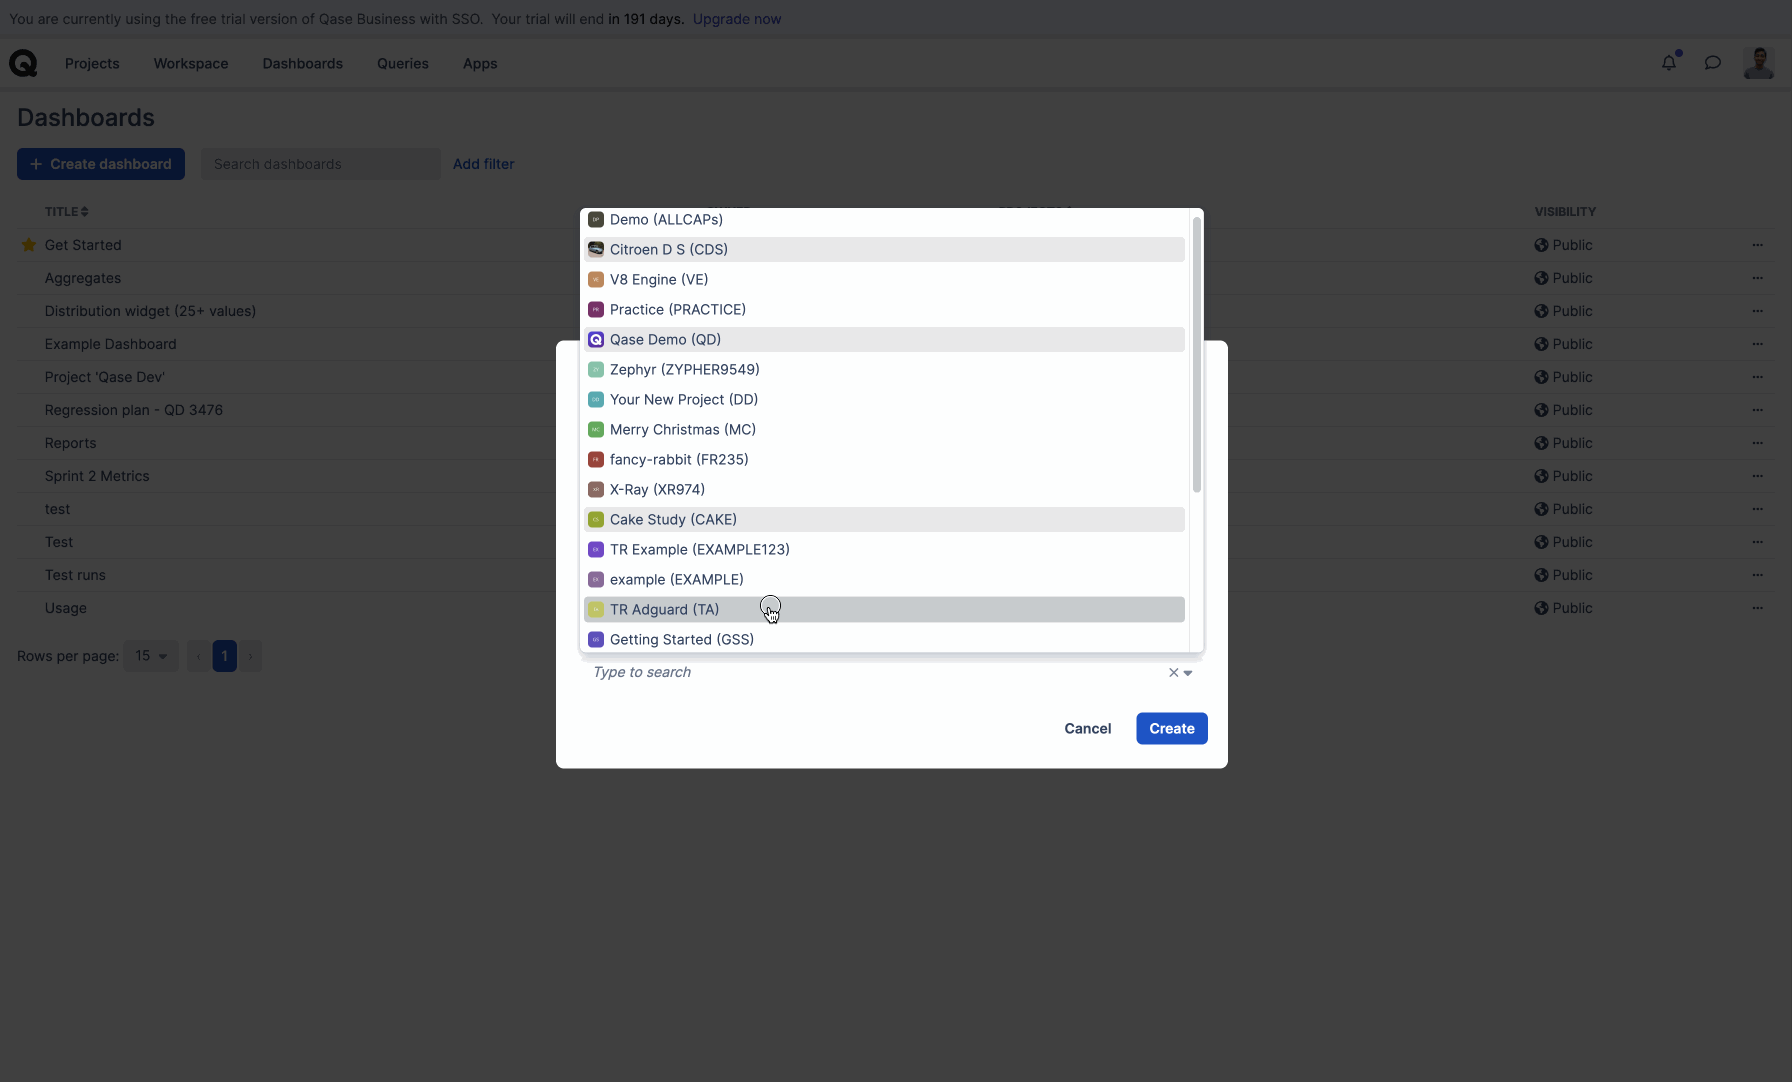 You are currently using the free trial version of Qase Business with SSO. Your trial will end in 191 days. Upgrade now
Projects Workspace Dashboards Queries Apps
Dashboards
+ Create dashboard Search dashboards Add filter
TITLE VISIBILITY
Get Started Public
Aggregates Public
Distribution widget (25+ values) Public
Example Dashboard Public
Project 'Qase Dev' Public
Regression plan - QD 3476 Public
Reports Public
Sprint 2 Metrics Public
test Public
Test Public
Test runs Public
Usage Public
Rows per page: 15 ‹ 1 ›
Demo (ALLCAPs)
Citroen D S (CDS)
V8 Engine (VE)
Practice (PRACTICE)
Qase Demo (QD)
Zephyr (ZYPHER9549)
Your New Project (DD)
Merry Christmas (MC)
fancy-rabbit (FR235)
X-Ray (XR974)
Cake Study (CAKE)
TR Example (EXAMPLE123)
example (EXAMPLE)
TR Adguard (TA)
Getting Started (GSS)
Type to search
Cancel Create